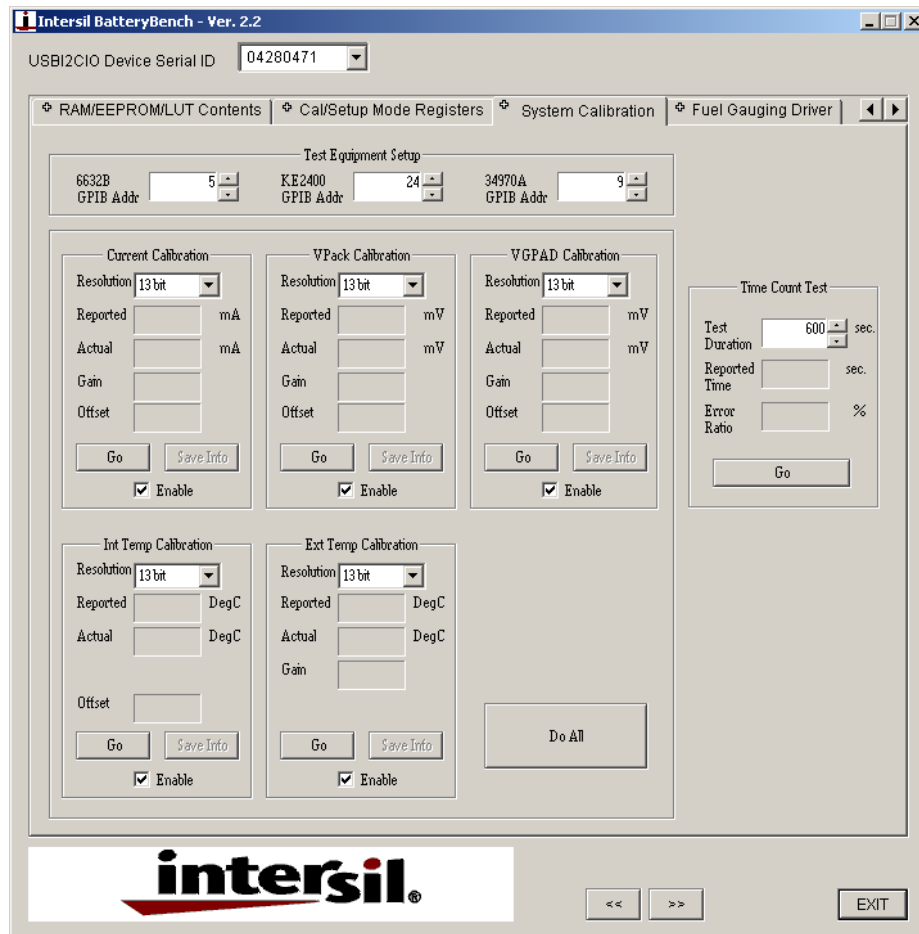 Intersil BatteryBench - Ver. 2.2
USBI2CIO Device Serial ID 04280471
RAM/EEPROM/LUT Contents Cal/Setup Mode Registers System Calibration Fuel Gauging Driver
Test Equipment Setup
6632B GPIB Addr 5
KE2400 GPIB Addr 24
34970A GPIB Addr 9
Current Calibration
Resolution 13 bit
Reported mA
Actual mA
Gain
Offset
Go Save Info
Enable
VPack Calibration
Resolution 13 bit
Reported mV
Actual mV
Gain
Offset
Go Save Info
Enable
VGPAD Calibration
Resolution 13 bit
Reported mV
Actual mV
Gain
Offset
Go Save Info
Enable
Time Count Test
Test Duration 600 sec.
Reported Time sec.
Error Ratio %
Go
Int Temp Calibration
Resolution 13 bit
Reported DegC
Actual DegC
Offset
Go Save Info
Enable
Ext Temp Calibration
Resolution 13 bit
Reported DegC
Actual DegC
Gain
Go Save Info
Enable
Do All
intersil®
<< >> EXIT